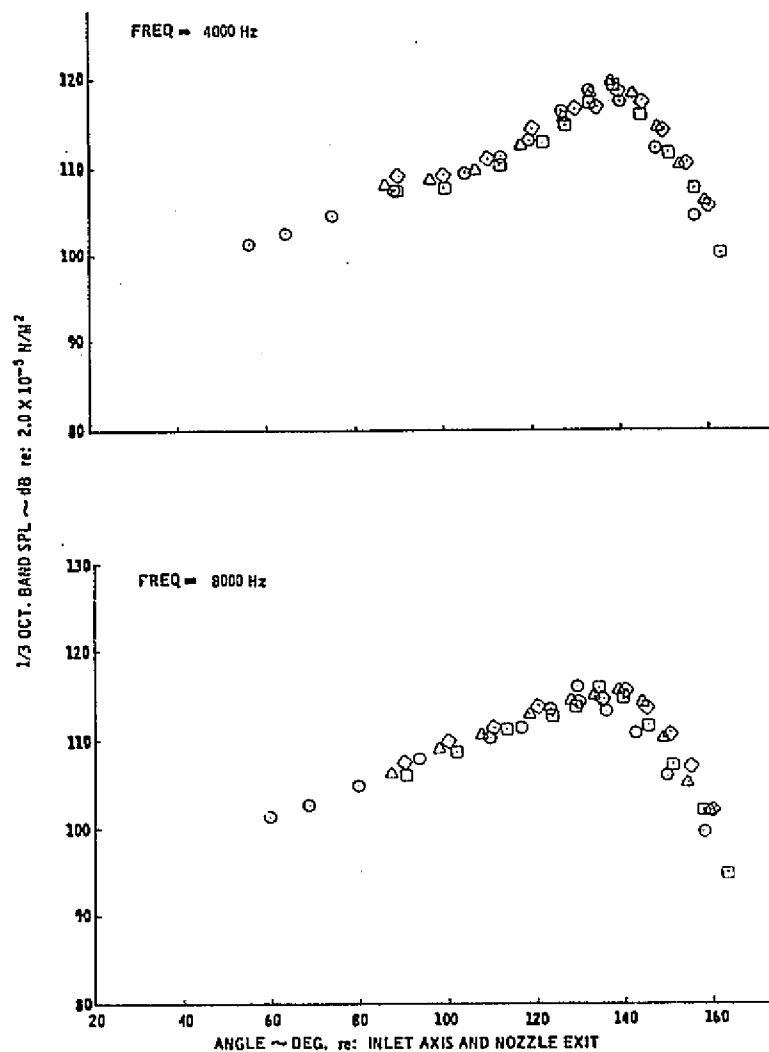 FREQ = 4000 Hz
120
110
100
90
80
1/3 OCT. BAND SPL ~ dB re: 2.0 X 10⁻⁵ N/M²
130
FREQ = 8000 Hz
120
110
100
90
80
20 40 60 80 100 120 140 160
ANGLE ~ DEG. re: INLET AXIS AND NOZZLE EXIT